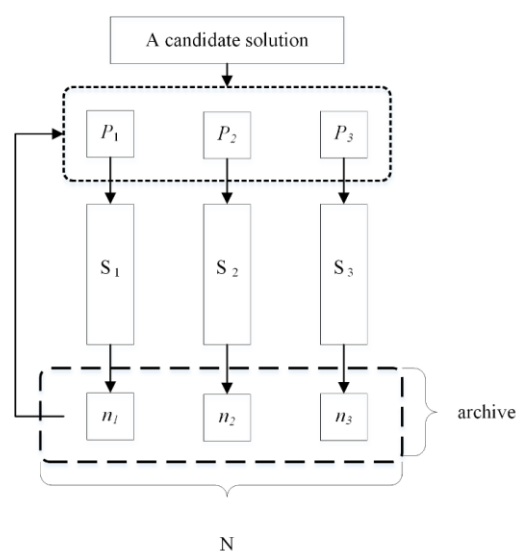 A candidate solution
P1 P2 P3
S1 S2 S3
n1 n2 n3
archive
N